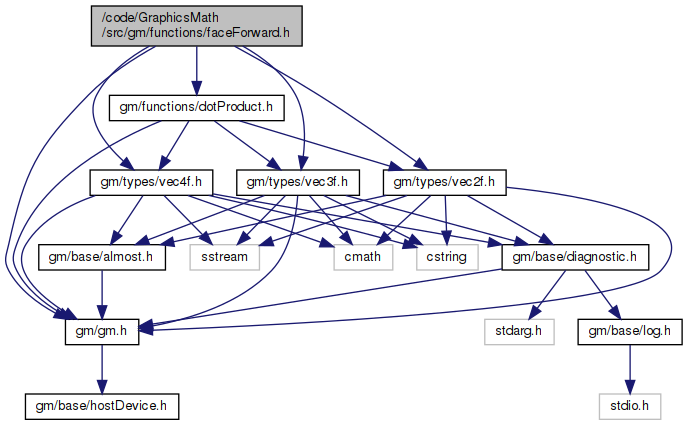 /code/GraphicsMath
/src/gm/functions/faceForward.h
gm/functions/dotProduct.h
gm/types/vec4f.h
gm/types/vec3f.h
gm/types/vec2f.h
gm/base/almost.h
sstream
cmath
cstring
gm/base/diagnostic.h
gm/gm.h
stdarg.h
gm/base/log.h
gm/base/hostDevice.h
stdio.h